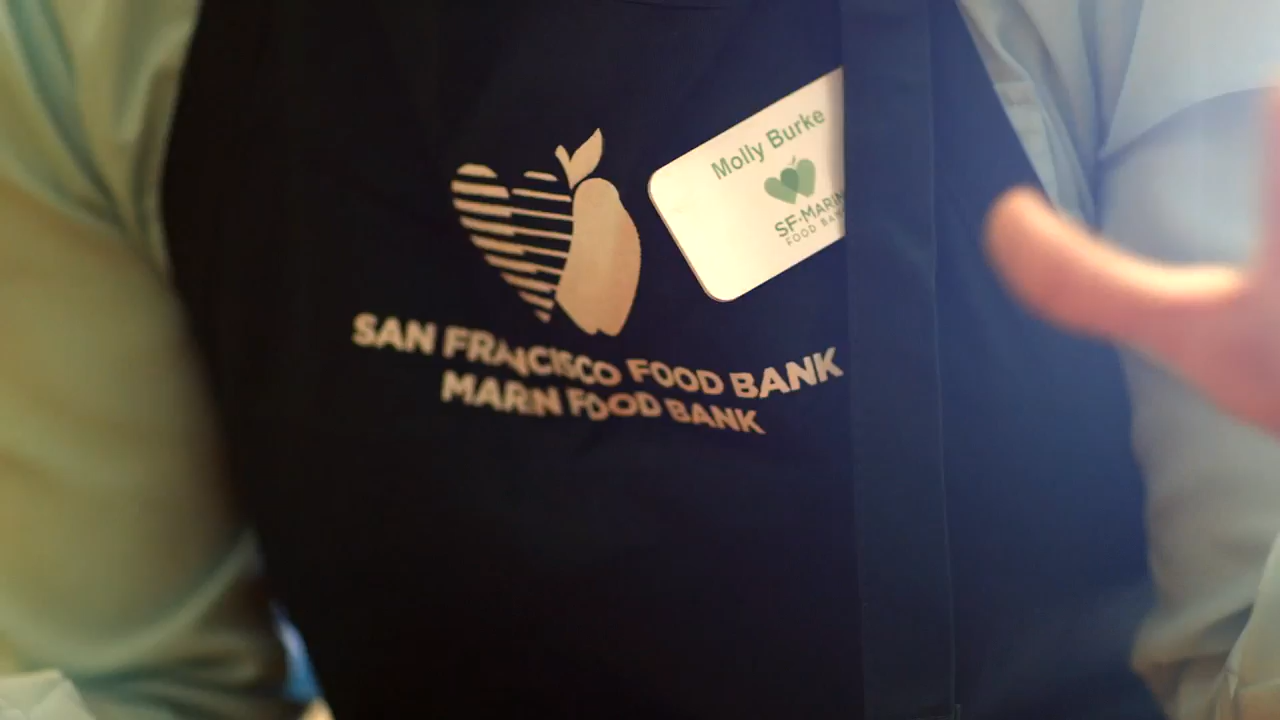 Molly Burke
SF-MARIN
FOOD BANK
SAN FRANCISCO FOOD BANK
MARIN FOOD BANK